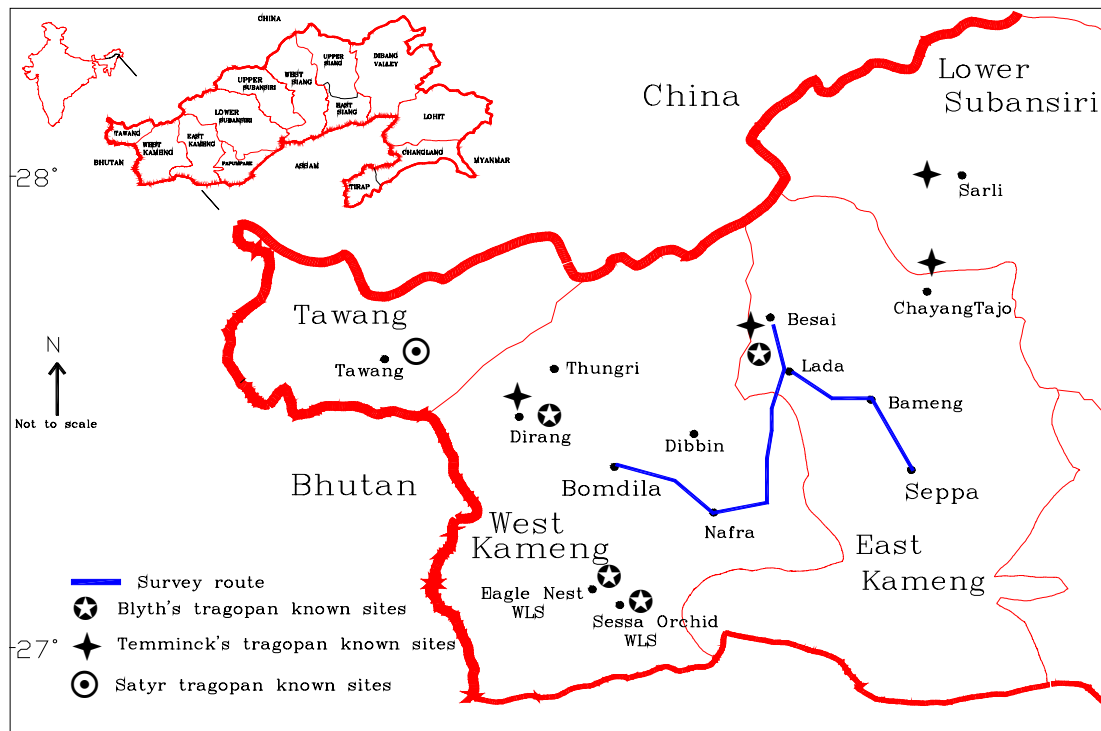 CHINA
UPPER
SIANG
DIBANG
VALLEY
WEST
SIANG
UPPER
SUBANSIRI
EAST
SIANG
LOWER
SUBANSIRI
LOHIT
TAWANG
WEST
KAMENG
EAST
KAMENG
PAPUMPARE
CHANGLANG
BHUTAN
ASSAM
MYANMAR
TIRAP
28°
China
Lower
Subansiri
Sarli
ChayangTajo
Tawang
Tawang
Besai
Thungri
Lada
N
Not to scale
Bameng
Dirang
Dibbin
Bhutan
Bomdila
Seppa
Nafra
West
Kameng
East
Kameng
Eagle Nest
WLS
Sessa Orchid
WLS
27°
Survey route
Blyth's tragopan known sites
Temminck's tragopan known sites
Satyr tragopan known sites